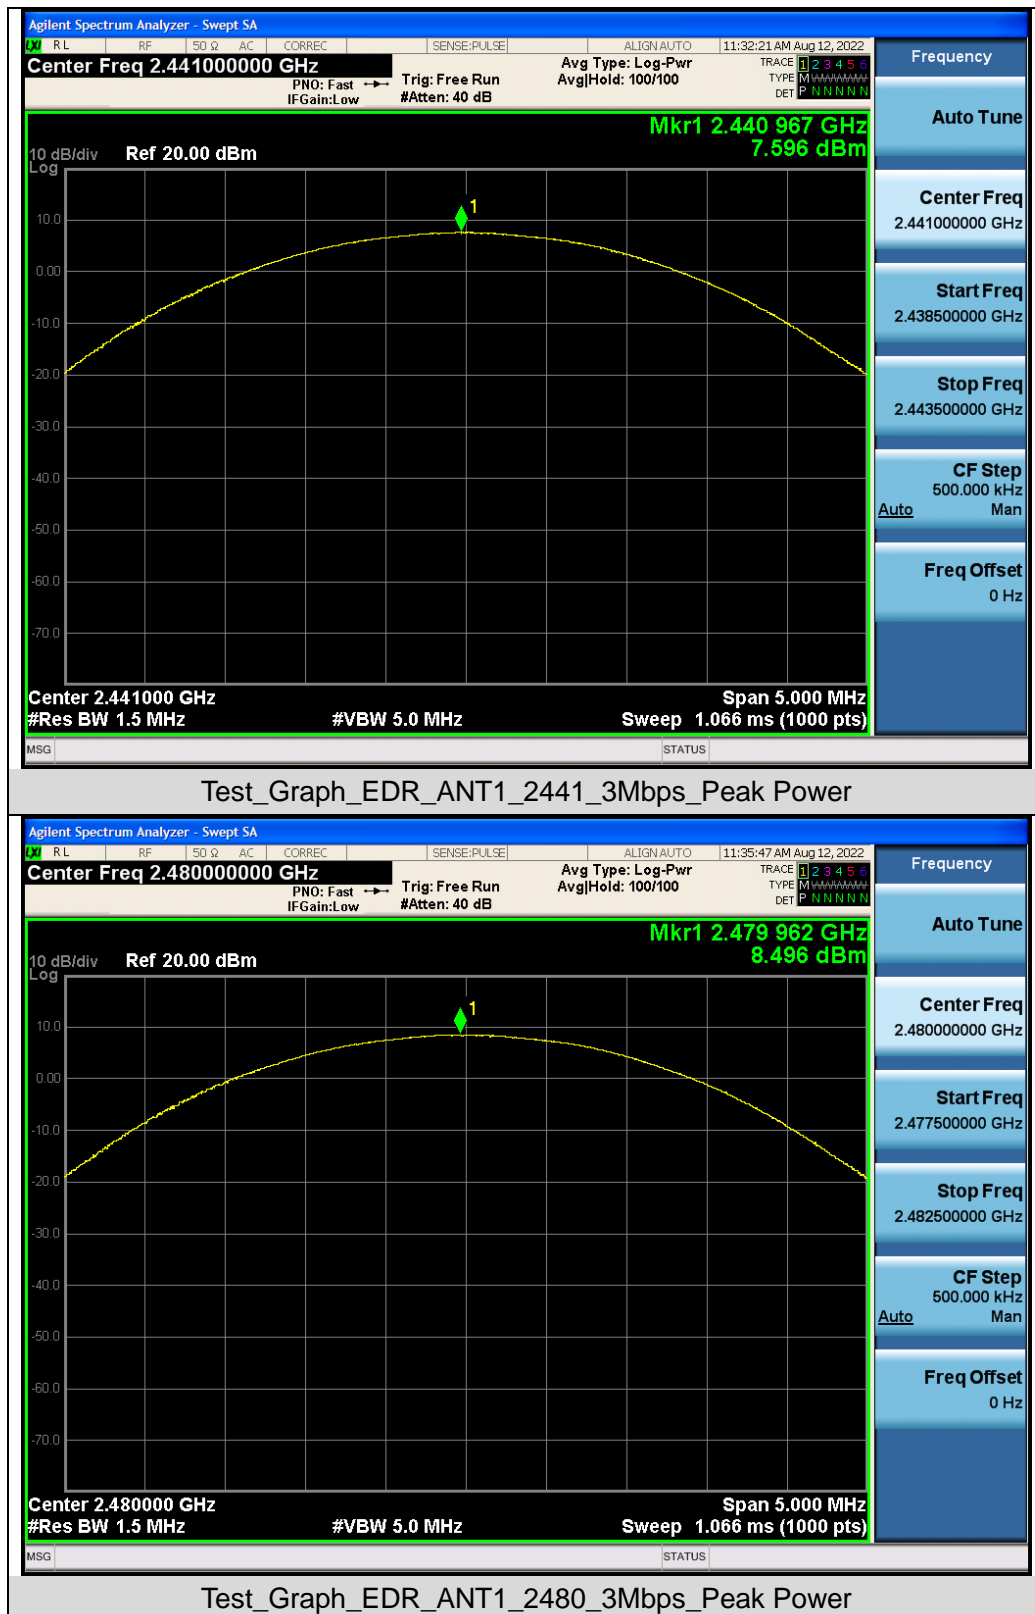 Agilent Spectrum Analyzer - Swept SA
LXI RL RF 50 Ω AC CORREC SENSE:PULSE ALIGN AUTO 11:32:21 AM Aug 12, 2022
Center Freq 2.441000000 GHz
PNO: Fast
IFGain:Low
Trig: Free Run
#Atten: 40 dB
Avg Type: Log-Pwr
Avg|Hold: 100/100
TRACE 1 2 3 4 5 6
TYPE M WWWWW
DET P N N N N N
Mkr1 2.440 967 GHz
7.596 dBm
10 dB/div Ref 20.00 dBm
Log
10.0
0.00
-10.0
-20.0
-30.0
-40.0
-50.0
-60.0
-70.0
1
Center 2.441000 GHz Span 5.000 MHz
#Res BW 1.5 MHz #VBW 5.0 MHz Sweep 1.066 ms (1000 pts)
MSG STATUS
Frequency
Auto Tune
Center Freq
2.441000000 GHz
Start Freq
2.438500000 GHz
Stop Freq
2.443500000 GHz
CF Step
500.000 kHz
Auto Man
Freq Offset
0 Hz
Test_Graph_EDR_ANT1_2441_3Mbps_Peak Power
Agilent Spectrum Analyzer - Swept SA
LXI RL RF 50 Ω AC CORREC SENSE:PULSE ALIGN AUTO 11:35:47 AM Aug 12, 2022
Center Freq 2.480000000 GHz
PNO: Fast
IFGain:Low
Trig: Free Run
#Atten: 40 dB
Avg Type: Log-Pwr
Avg|Hold: 100/100
TRACE 1 2 3 4 5 6
TYPE M WWWWW
DET P N N N N N
Mkr1 2.479 962 GHz
8.496 dBm
10 dB/div Ref 20.00 dBm
Log
10.0
0.00
-10.0
-20.0
-30.0
-40.0
-50.0
-60.0
-70.0
1
Center 2.480000 GHz Span 5.000 MHz
#Res BW 1.5 MHz #VBW 5.0 MHz Sweep 1.066 ms (1000 pts)
MSG STATUS
Frequency
Auto Tune
Center Freq
2.480000000 GHz
Start Freq
2.477500000 GHz
Stop Freq
2.482500000 GHz
CF Step
500.000 kHz
Auto Man
Freq Offset
0 Hz
Test_Graph_EDR_ANT1_2480_3Mbps_Peak Power